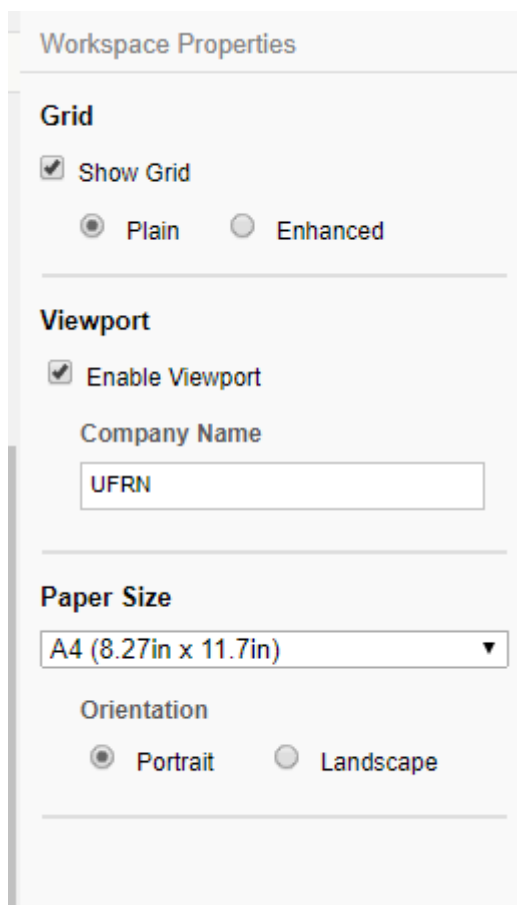 Workspace Properties
Grid
Show Grid
Plain Enhanced
Viewport
Enable Viewport
Company Name
UFRN
Paper Size
A4 (8.27in x 11.7in)
Orientation
Portrait Landscape